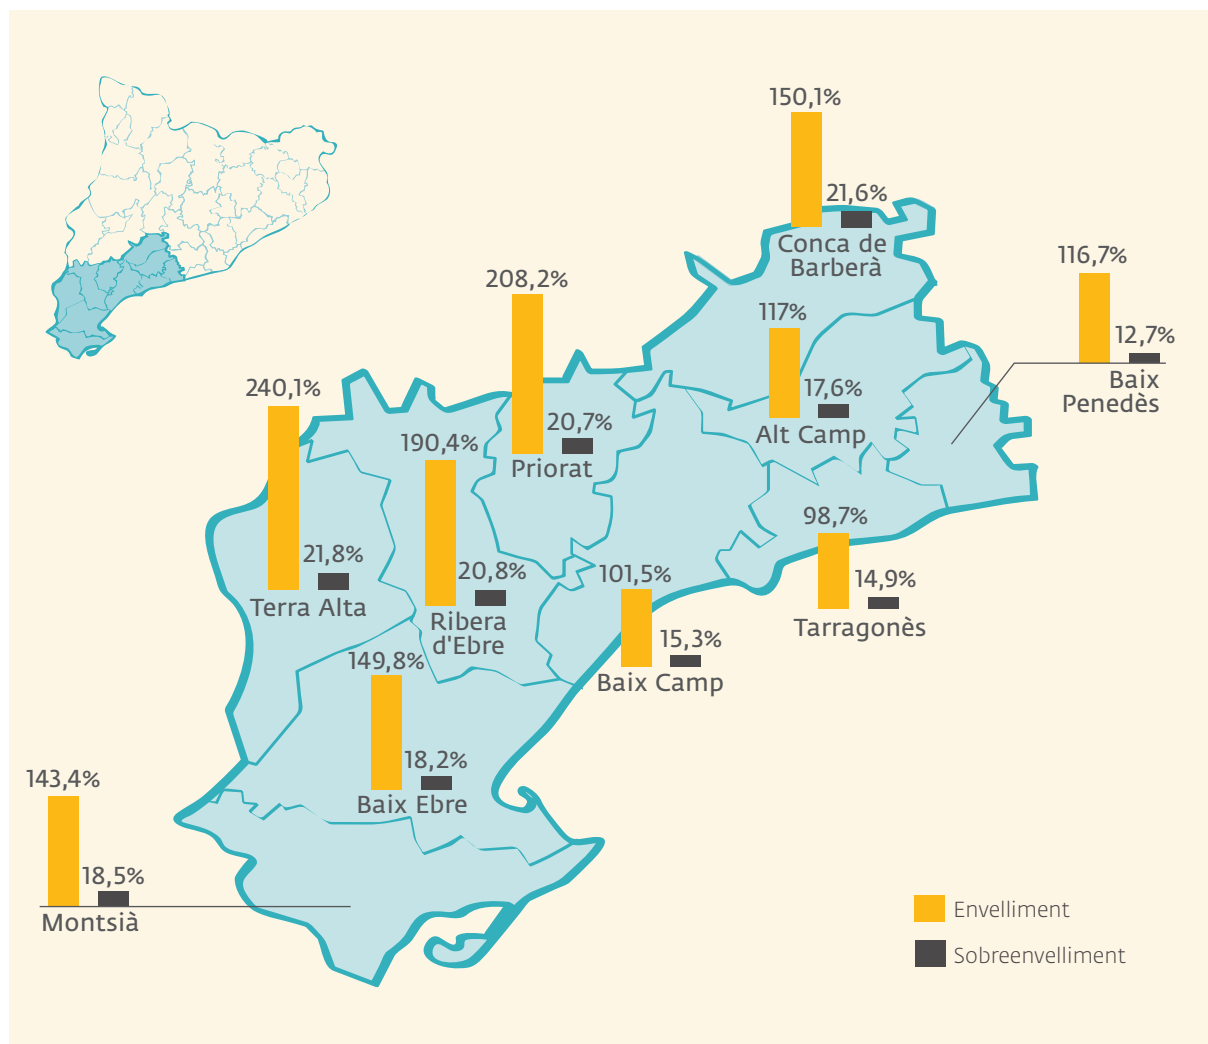 150,1%
21,6%
Conca de
Barberà
116,7%
12,7%
Baix
Penedès
208,2%
20,7%
Priorat
117%
17,6%
Alt Camp
240,1%
21,8%
Terra Alta
190,4%
20,8%
Ribera
d'Ebre
98,7%
14,9%
Tarragonès
101,5%
15,3%
Baix Camp
149,8%
18,2%
Baix Ebre
143,4%
18,5%
Montsià
Envelliment
Sobreenvelliment